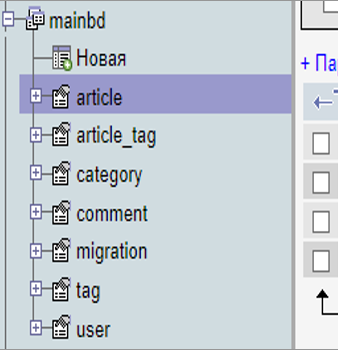 mainbd
Новая
article
article_tag
category
comment
migration
tag
user
+ Па